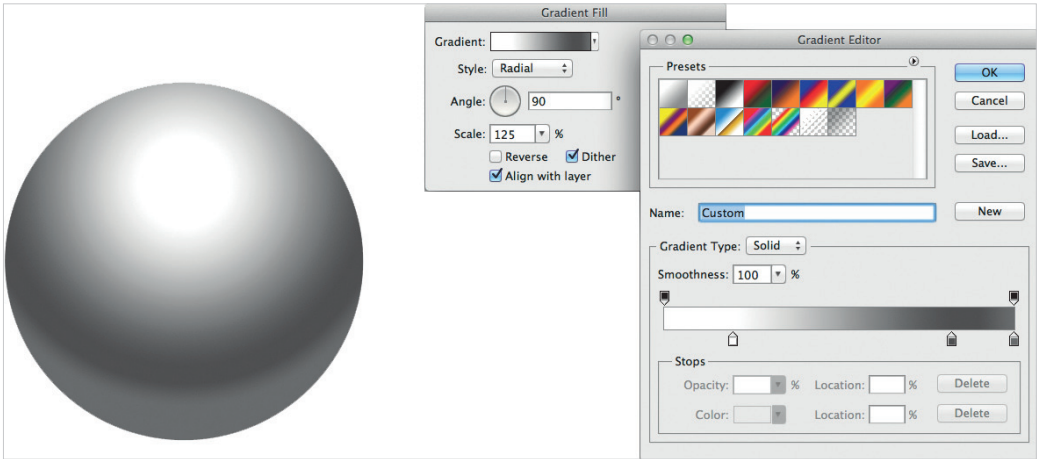 Gradient Fill
Gradient:
Style: Radial
Angle: 90 °
Scale: 125 %
Reverse Dither
Align with layer
Gradient Editor
Presets
OK
Cancel
Load...
Save...
Name: Custom
New
Gradient Type: Solid
Smoothness: 100 %
Stops
Opacity: % Location: % Delete
Color: Location: % Delete